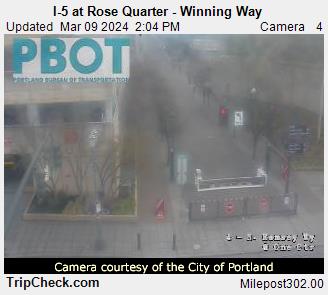 I-5 at Rose Quarter - Winning Way
Updated Mar 09 2024 2:04 PM Camera 4
PBOT
PORTLAND BUREAU OF TRANSPORTATION
Camera courtesy of the City of Portland
TripCheck.com Milepost302.00